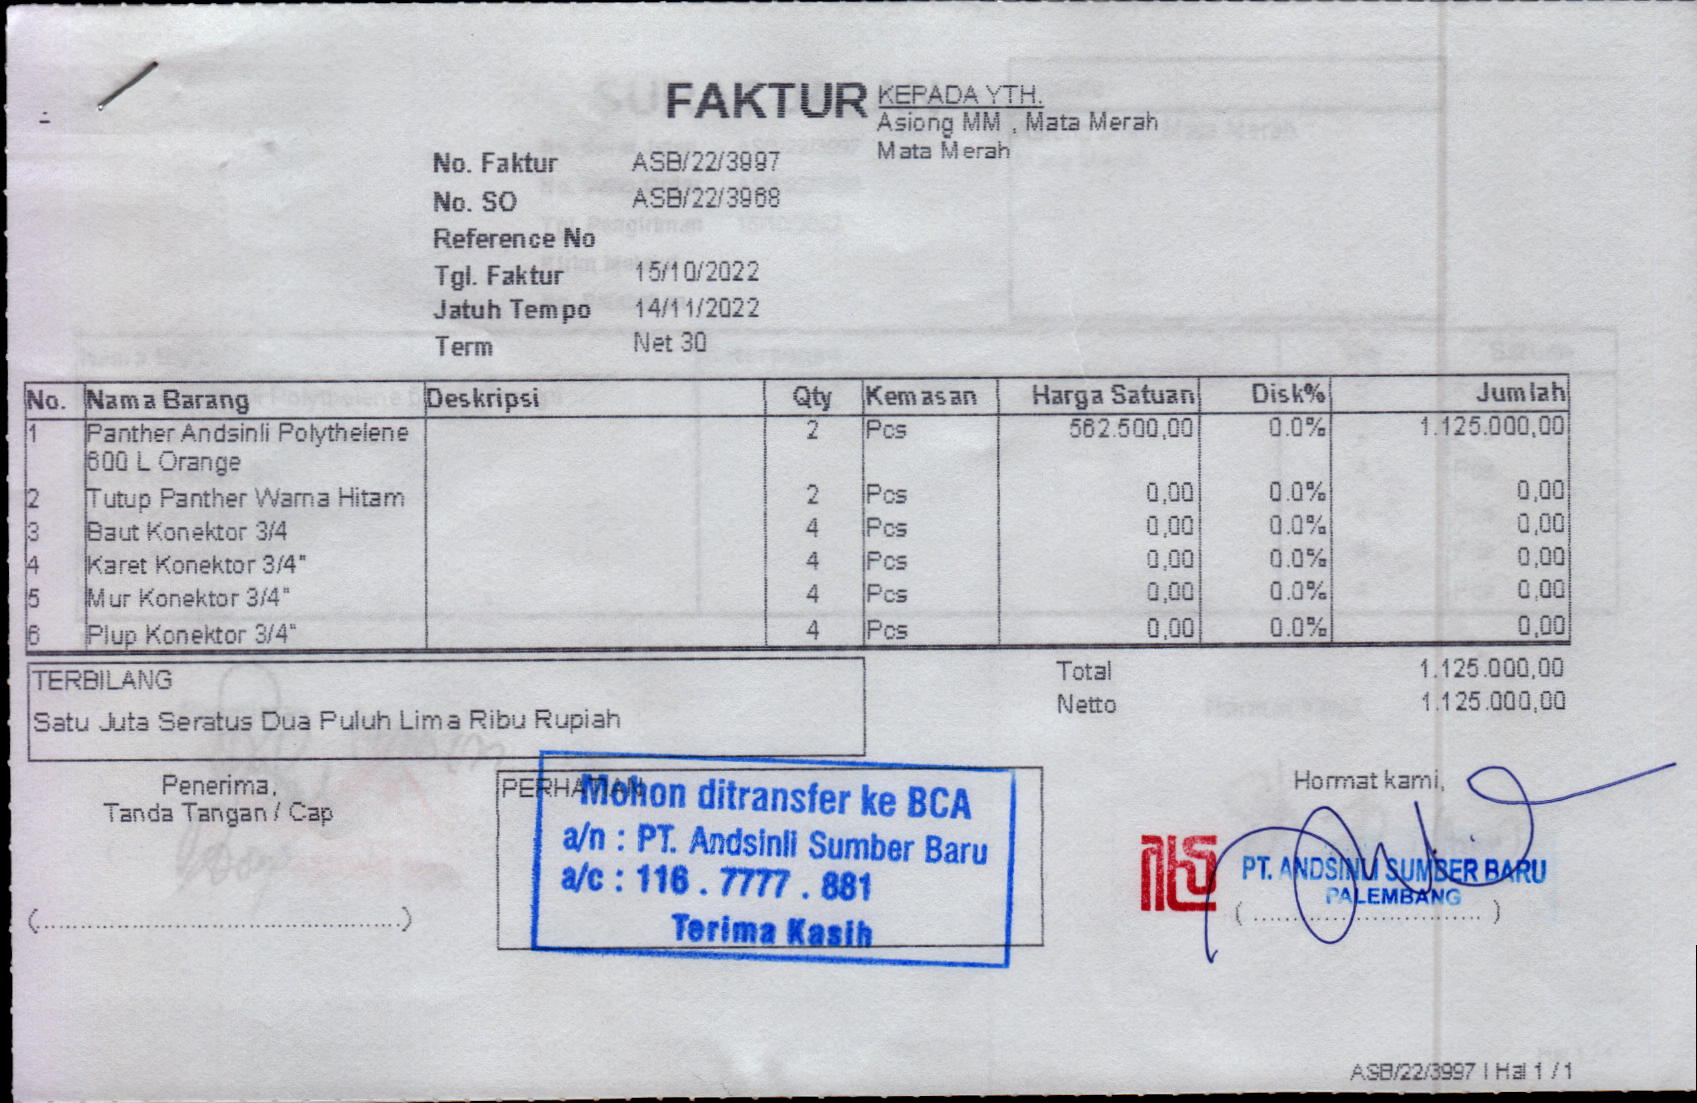 FAKTUR
KEPADA YTH.
Asiong MM , Mata Merah
Mata Merah
No. Faktur ASB/22/3997
No. SO ASB/22/3968
Reference No
Tgl. Faktur 15/10/2022
Jatuh Tempo 14/11/2022
Term Net 30
No. Nama Barang Deskripsi Qty Kemasan Harga Satuan Disk% Jumlah
1 Panther Andsinli Polythelene 2 Pcs 562.500,00 0.0% 1.125.000,00
600 L Orange
2 Tutup Panther Warna Hitam 2 Pcs 0,00 0.0% 0,00
3 Baut Konektor 3/4 4 Pcs 0,00 0.0% 0,00
4 Karet Konektor 3/4" 4 Pcs 0,00 0.0% 0,00
5 Mur Konektor 3/4" 4 Pcs 0,00 0.0% 0,00
6 Plup Konektor 3/4" 4 Pcs 0,00 0.0% 0,00
TERBILANG
Satu Juta Seratus Dua Puluh Lima Ribu Rupiah
Total 1.125.000,00
Netto 1.125.000,00
Penerima,
Tanda Tangan / Cap
(..................................................)
PERHATIAN
Mohon ditransfer ke BCA
a/n : PT. Andsinli Sumber Baru
a/c : 116 . 7777 . 881
Terima Kasih
Hormat kami,
PT. ANDSINLI SUMBER BARU
PALEMBANG
( ................................ )
ASB/22/3997 | Hal 1 / 1